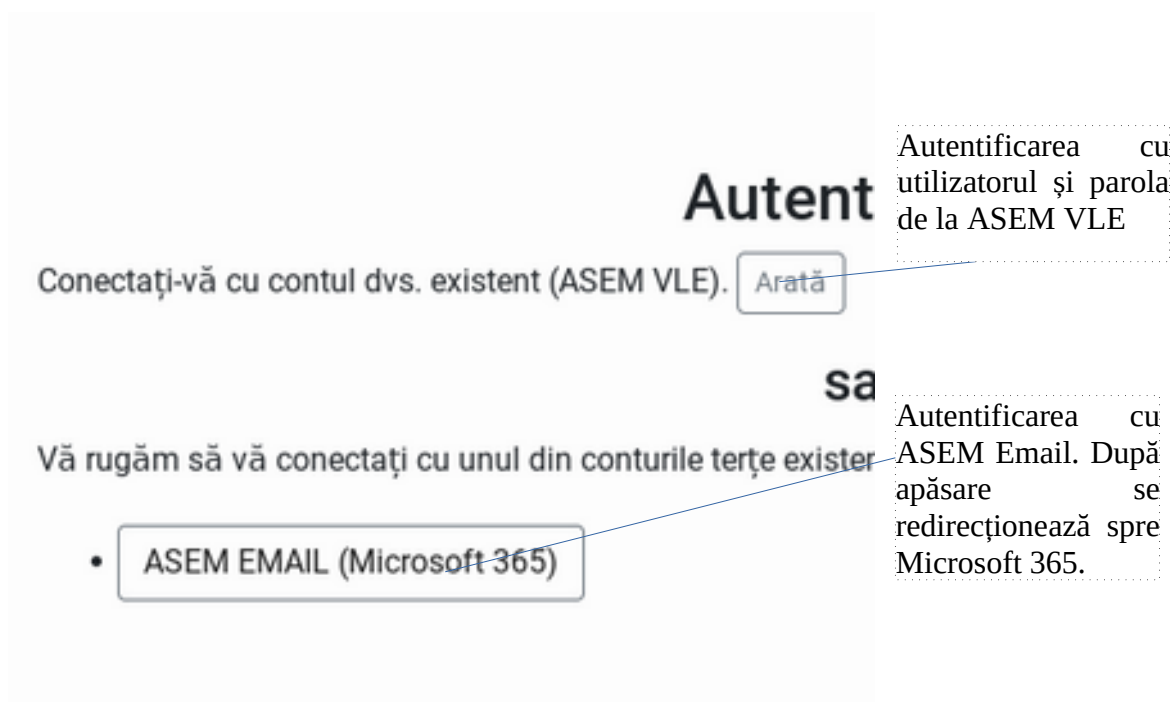 Autent
Conectați-vă cu contul dvs. existent (ASEM VLE). Arată
sa
Vă rugăm să vă conectați cu unul din conturile terțe existen
• ASEM EMAIL (Microsoft 365)
Autentificarea cu
utilizatorul și parola
de la ASEM VLE
Autentificarea cu
ASEM Email. După
apăsare se
redirecționează spre
Microsoft 365.